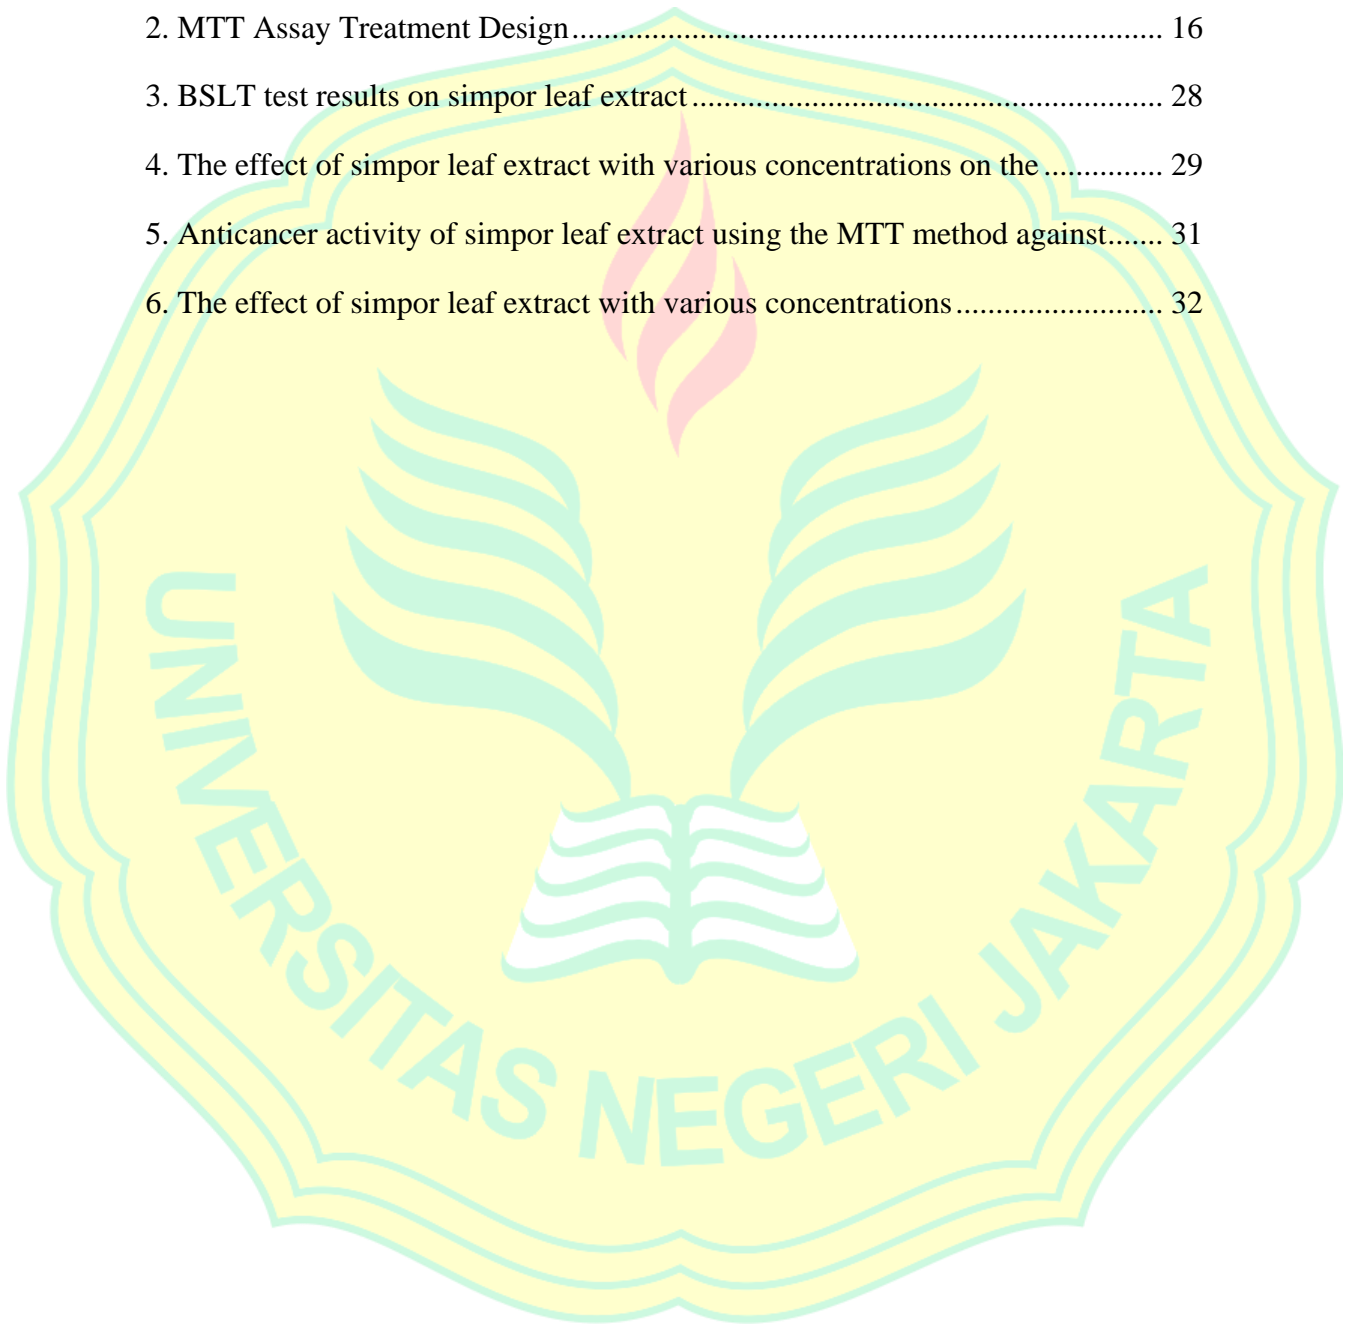 2. MTT Assay Treatment Design.......................................................................... 16
3. BSLT test results on simpor leaf extract........................................................... 28
4. The effect of simpor leaf extract with various concentrations on the............... 29
5. Anticancer activity of simpor leaf extract using the MTT method against....... 31
6. The effect of simpor leaf extract with various concentrations.......................... 32
UNIVERSITAS NEGERI JAKARTA